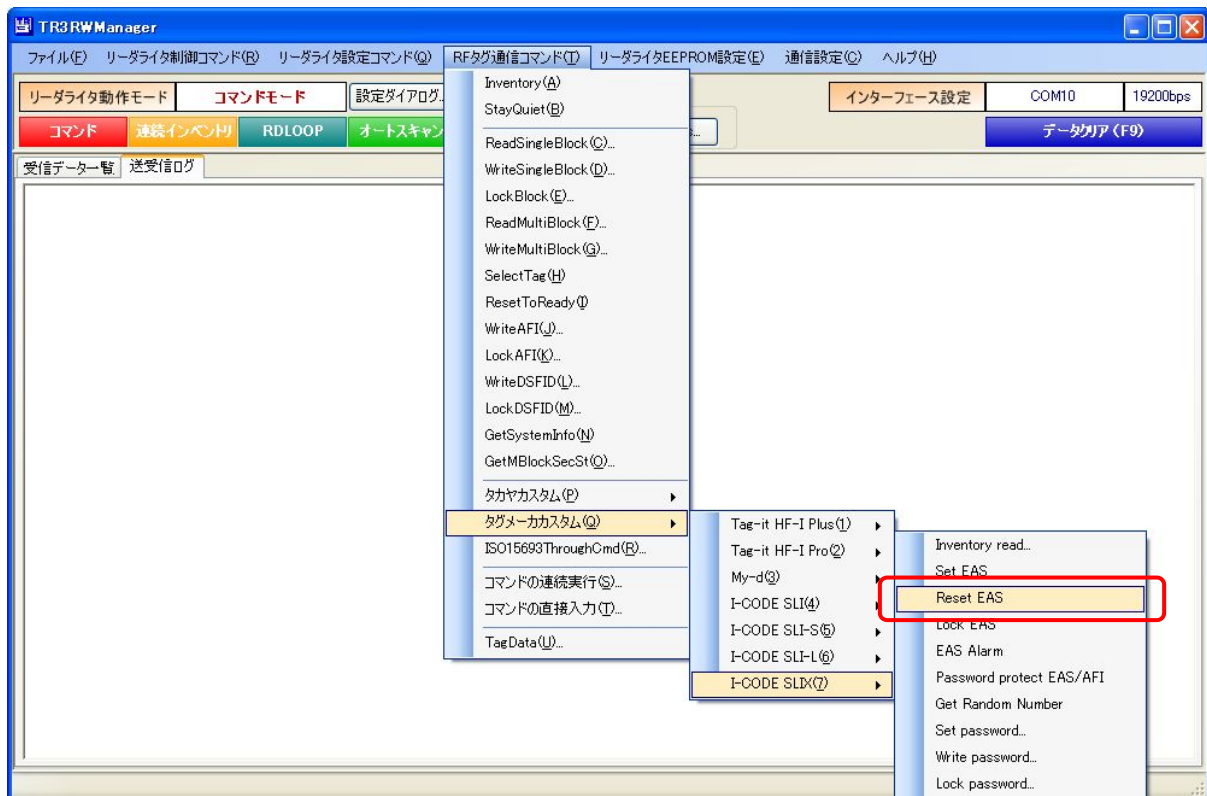 TR3RWManager
ファイル(F) リーダライタ制御コマンド(R) リーダライタ設定コマンド(Q) RFタグ通信コマンド(T) リーダライタEEPROM設定(E) 通信設定(C) ヘルプ(H)
リーダライタ動作モード コマンドモード 設定ダイアログ. インターフェース設定 COM10 19200bps
コマンド 連続インベントリ RDLOOP オートスキャン データクリア(F9)
受信データ一覧 送受信ログ
Inventory(A)
StayQuiet(B)
ReadSingleBlock(C)...
WriteSingleBlock(D)...
LockBlock(E)...
ReadMultiBlock(F)...
WriteMultiBlock(G)...
SelectTag(H)
ResetToReady(I)
WriteAFI(J)...
LockAFI(K)...
WriteDSFID(L)...
LockDSFID(M)...
GetSystemInfo(N)
GetMBlockSecSt(O)...
タカヤカスタム(P)
タグメーカカスタム(Q)
ISO15693ThroughCmd(R)...
コマンドの連続実行(S)...
コマンドの直接入力(T)...
TagData(U)...
Tag-it HF-I Plus(1)
Tag-it HF-I Pro(2)
My-d(3)
I-CODE SLI(4)
I-CODE SLI-S(5)
I-CODE SLI-L(6)
I-CODE SLIX(7)
Inventory read...
Set EAS
Reset EAS
Lock EAS
EAS Alarm
Password protect EAS/AFI
Get Random Number
Set password...
Write password...
Lock password...